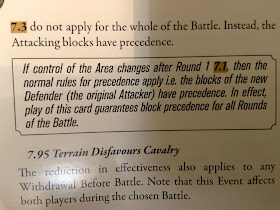 7.3 do not apply for the whole of the Battle. Instead, the
Attacking blocks have precedence.
If control of the Area changes after Round 1 7.1, then the
normal rules for precedence apply i.e. the blocks of the new
Defender (the original Attacker) have precedence. In effect,
play of this card guarantees block precedence for all Rounds
of the Battle.
7.95 Terrain Disfavours Cavalry
The reduction in effectiveness also applies to any
Withdrawal Before Battle. Note that this Event affects
both players during the chosen Battle.